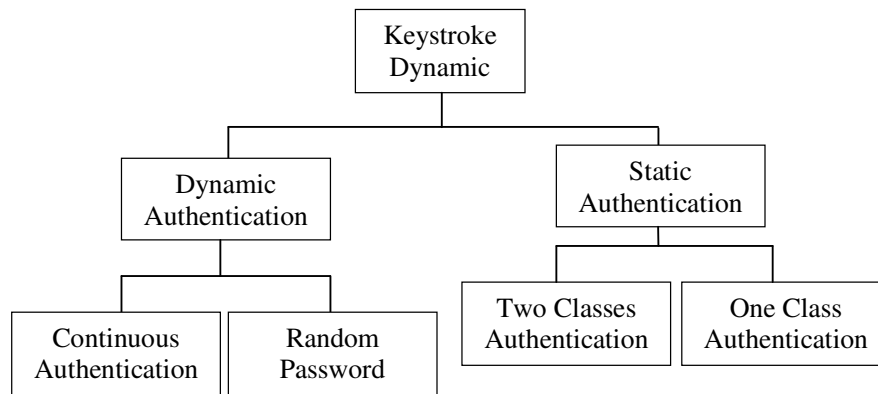 Keystroke
Dynamic
Dynamic
Authentication
Static
Authentication
Continuous
Authentication
Random
Password
Two Classes
Authentication
One Class
Authentication